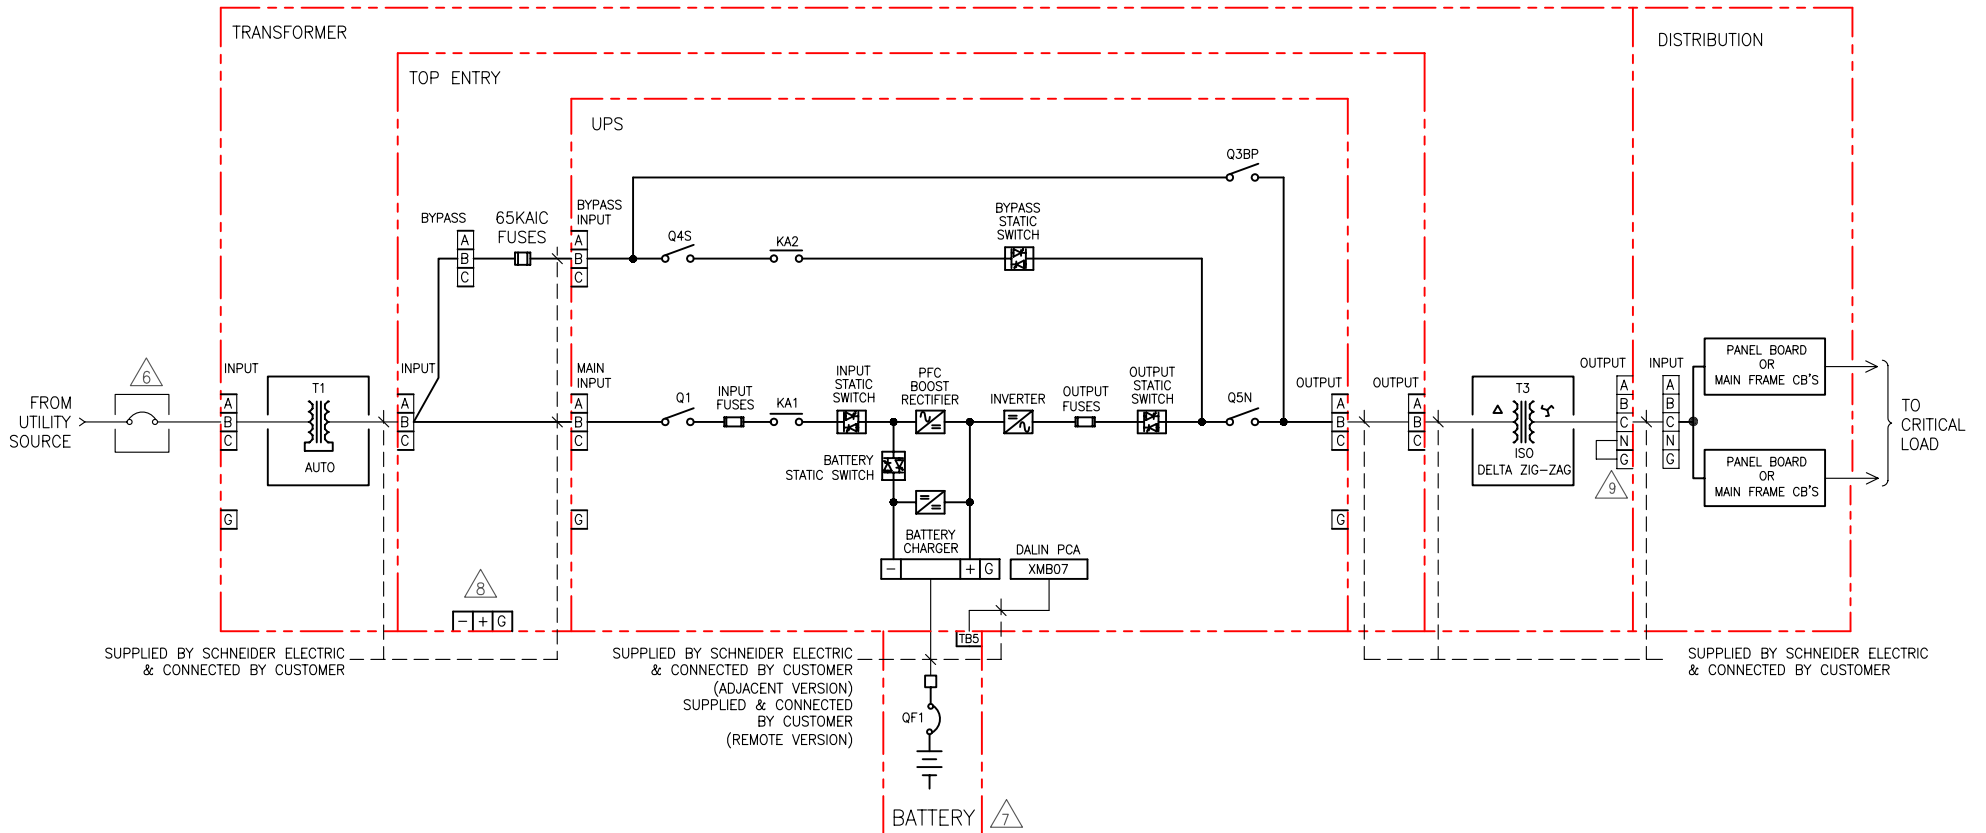 TRANSFORMER
DISTRIBUTION
TOP ENTRY
UPS
Q3BP
BYPASS
65KAIC
FUSES
BYPASS
INPUT
Q4S
KA2
BYPASS
STATIC
SWITCH
A
B
C
A
B
C
6
FROM
UTILITY
SOURCE
INPUT
A
B
C
G
T1
AUTO
INPUT
A
B
C
MAIN
INPUT
A
B
C
G
Q1
INPUT
FUSES
KA1
INPUT
STATIC
SWITCH
PFC
BOOST
RECTIFIER
INVERTER
OUTPUT
FUSES
OUTPUT
STATIC
SWITCH
Q5N
OUTPUT
A
B
C
G
OUTPUT
A
B
C
T3
ISO
DELTA ZIG-ZAG
OUTPUT
A
B
C
N
G
9
INPUT
A
B
C
N
G
PANEL BOARD
OR
MAIN FRAME CB'S
PANEL BOARD
OR
MAIN FRAME CB'S
TO
CRITICAL
LOAD
BATTERY
STATIC SWITCH
BATTERY
CHARGER
- + G
DALIN PCA
XMB07
8
- + G
TB5
SUPPLIED BY SCHNEIDER ELECTRIC
& CONNECTED BY CUSTOMER
SUPPLIED BY SCHNEIDER ELECTRIC
& CONNECTED BY CUSTOMER
(ADJACENT VERSION)
SUPPLIED & CONNECTED
BY CUSTOMER
(REMOTE VERSION)
SUPPLIED BY SCHNEIDER ELECTRIC
& CONNECTED BY CUSTOMER
QF1
BATTERY
7